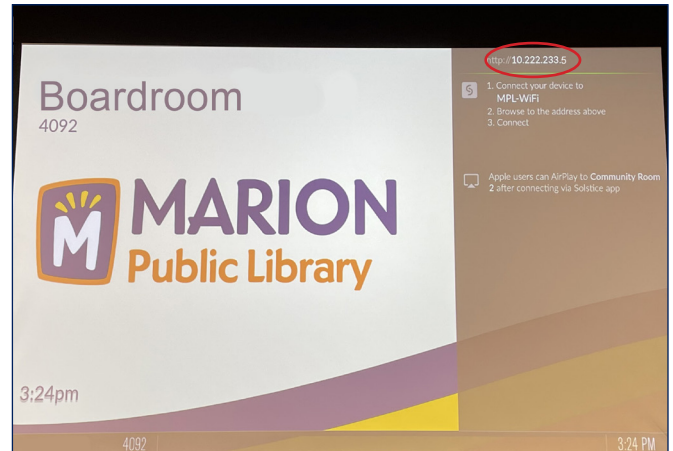 Boardroom
4092
M MARION
Public Library
3:24pm
http://10.222.233.5
1. Connect your device to
MPL-WiFi
2. Browse to the address above
3. Connect
Apple users can AirPlay to Community Room
2 after connecting via Solstice app
4092
3:24 PM